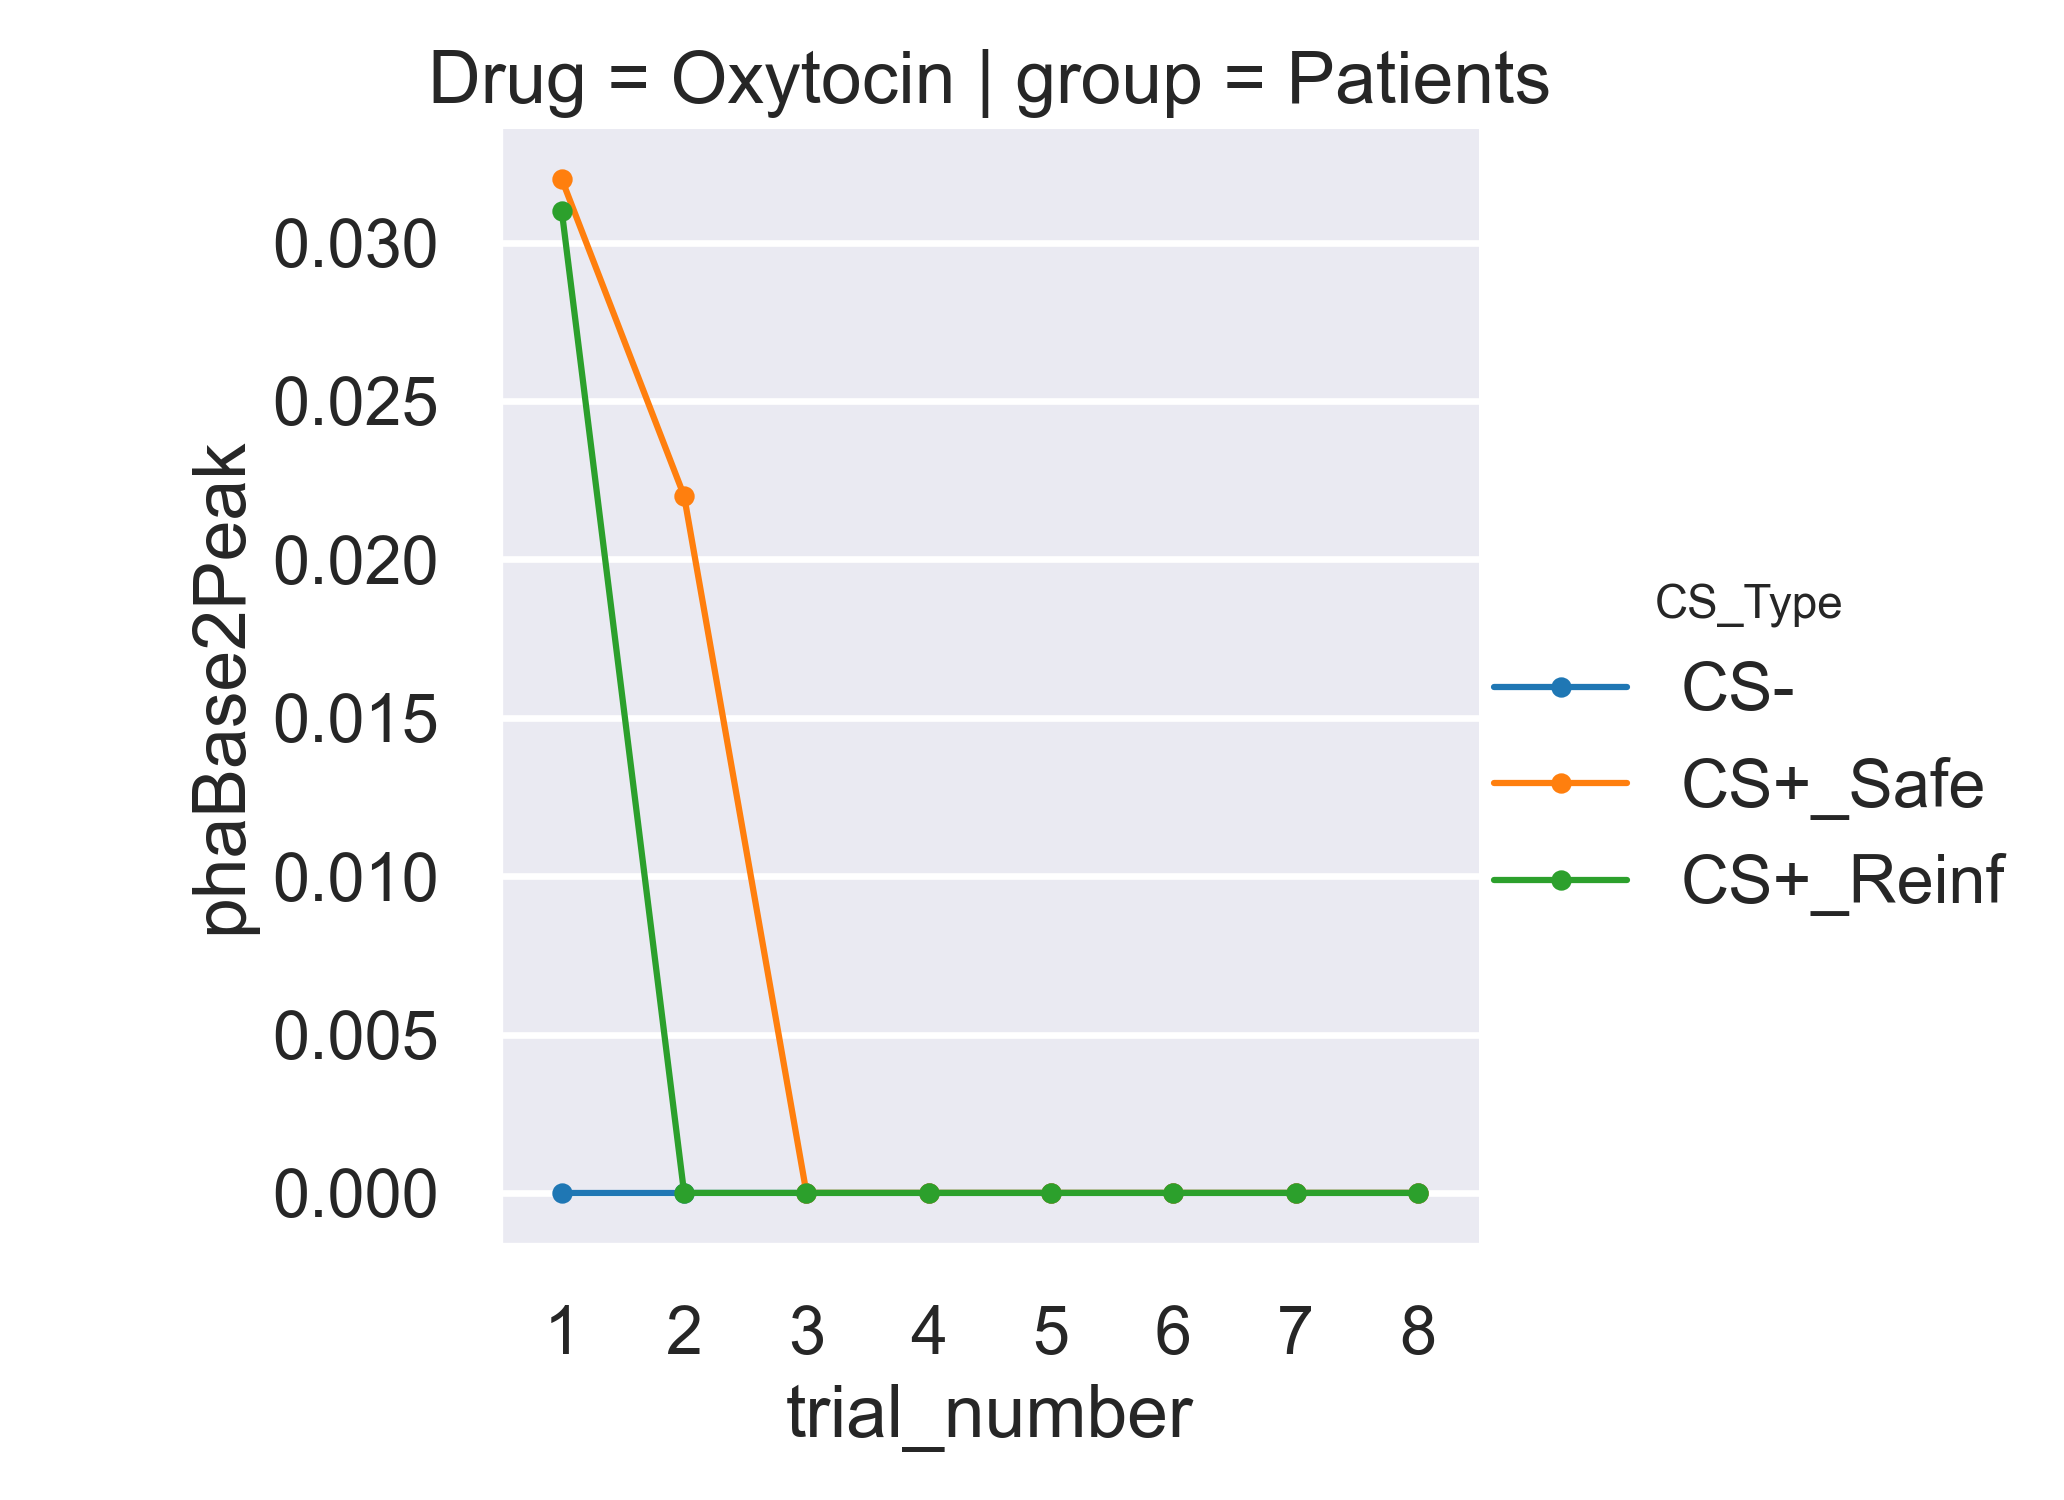 Drug = Oxytocin | group = Patients
phaBase2Peak
0.030
0.025
0.020
0.015
0.010
0.005
0.000
1 2 3 4 5 6 7 8
trial_number
CS_Type
CS-
CS+_Safe
CS+_Reinf